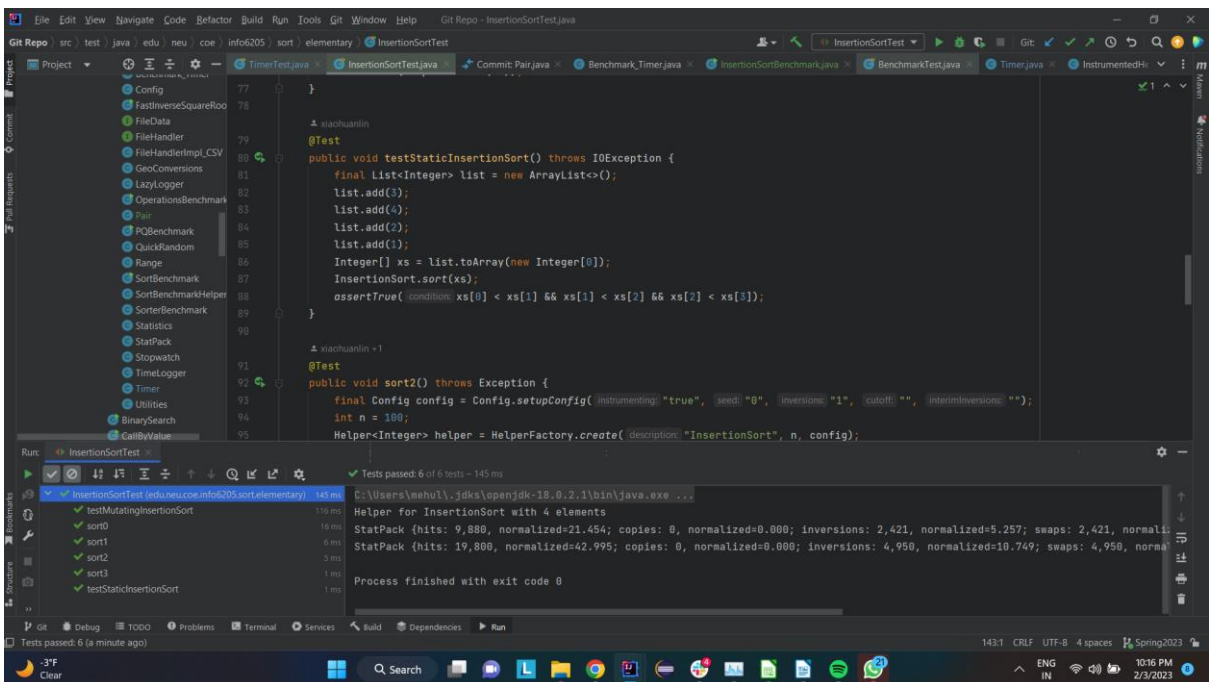 File Edit View Navigate Code Refactor Build Run Tools Git Window Help Git Repo - InsertionSortTest.java
Git Repo src test java edu neu coe info6205 sort elementary InsertionSortTest InsertionSortTest Git:
Project TimerTest.java InsertionSortTest.java Commit: Pair.java Benchmark_Timer.java InsertionSortBenchmark.java BenchmarkTest.java Timer.java InstrumentedHe
Project
Commit
Pull Requests
Bookmarks
Structure
Maven
Notifications
Benchmark_Timer
Config
FastInverseSquareRoo
FileData
FileHandler
FileHandlerImpl_CSV
GeoConversions
LazyLogger
OperationsBenchmark
Pair
PQBenchmark
QuickRandom
Range
SortBenchmark
SortBenchmarkHelper
SorterBenchmark
Statistics
StatPack
Stopwatch
TimeLogger
Timer
Utilities
BinarySearch
CallByValue
1
77 }
78
xiaohuanlin
79 @Test
80 public void testStaticInsertionSort() throws IOException {
81 final List<Integer> list = new ArrayList<>();
82 list.add(3);
83 list.add(4);
84 list.add(2);
85 list.add(1);
86 Integer[] xs = list.toArray(new Integer[0]);
87 InsertionSort.sort(xs);
88 assertTrue( condition: xs[0] < xs[1] && xs[1] < xs[2] && xs[2] < xs[3]);
89 }
90
xiaohuanlin +1
91 @Test
92 public void sort2() throws Exception {
93 final Config config = Config.setupConfig( instrumenting: "true", seed: "0", inversions: "1", cutoff: "", interimInversions: "");
94 int n = 100;
95 Helper<Integer> helper = HelperFactory.create( description: "InsertionSort", n, config);
Run: InsertionSortTest
Tests passed: 6 of 6 tests – 145 ms
InsertionSortTest (edu.neu.coe.info6205.sort.elementary) 145 ms
testMutatingInsertionSort 116 ms
sort0 16 ms
sort1 6 ms
sort2 5 ms
sort3 1 ms
testStaticInsertionSort 1 ms
C:\Users\mehul\.jdks\openjdk-18.0.2.1\bin\java.exe ...
Helper for InsertionSort with 4 elements
StatPack {hits: 9,880, normalized=21.454; copies: 0, normalized=0.000; inversions: 2,421, normalized=5.257; swaps: 2,421, normali
StatPack {hits: 19,800, normalized=42.995; copies: 0, normalized=0.000; inversions: 4,950, normalized=10.749; swaps: 4,950, norma
Process finished with exit code 0
Git Debug TODO Problems Terminal Services Build Dependencies Run
Tests passed: 6 (a minute ago) 143:1 CRLF UTF-8 4 spaces Spring2023
-3°F
Clear
Search
ENG
IN
10:16 PM
2/3/2023